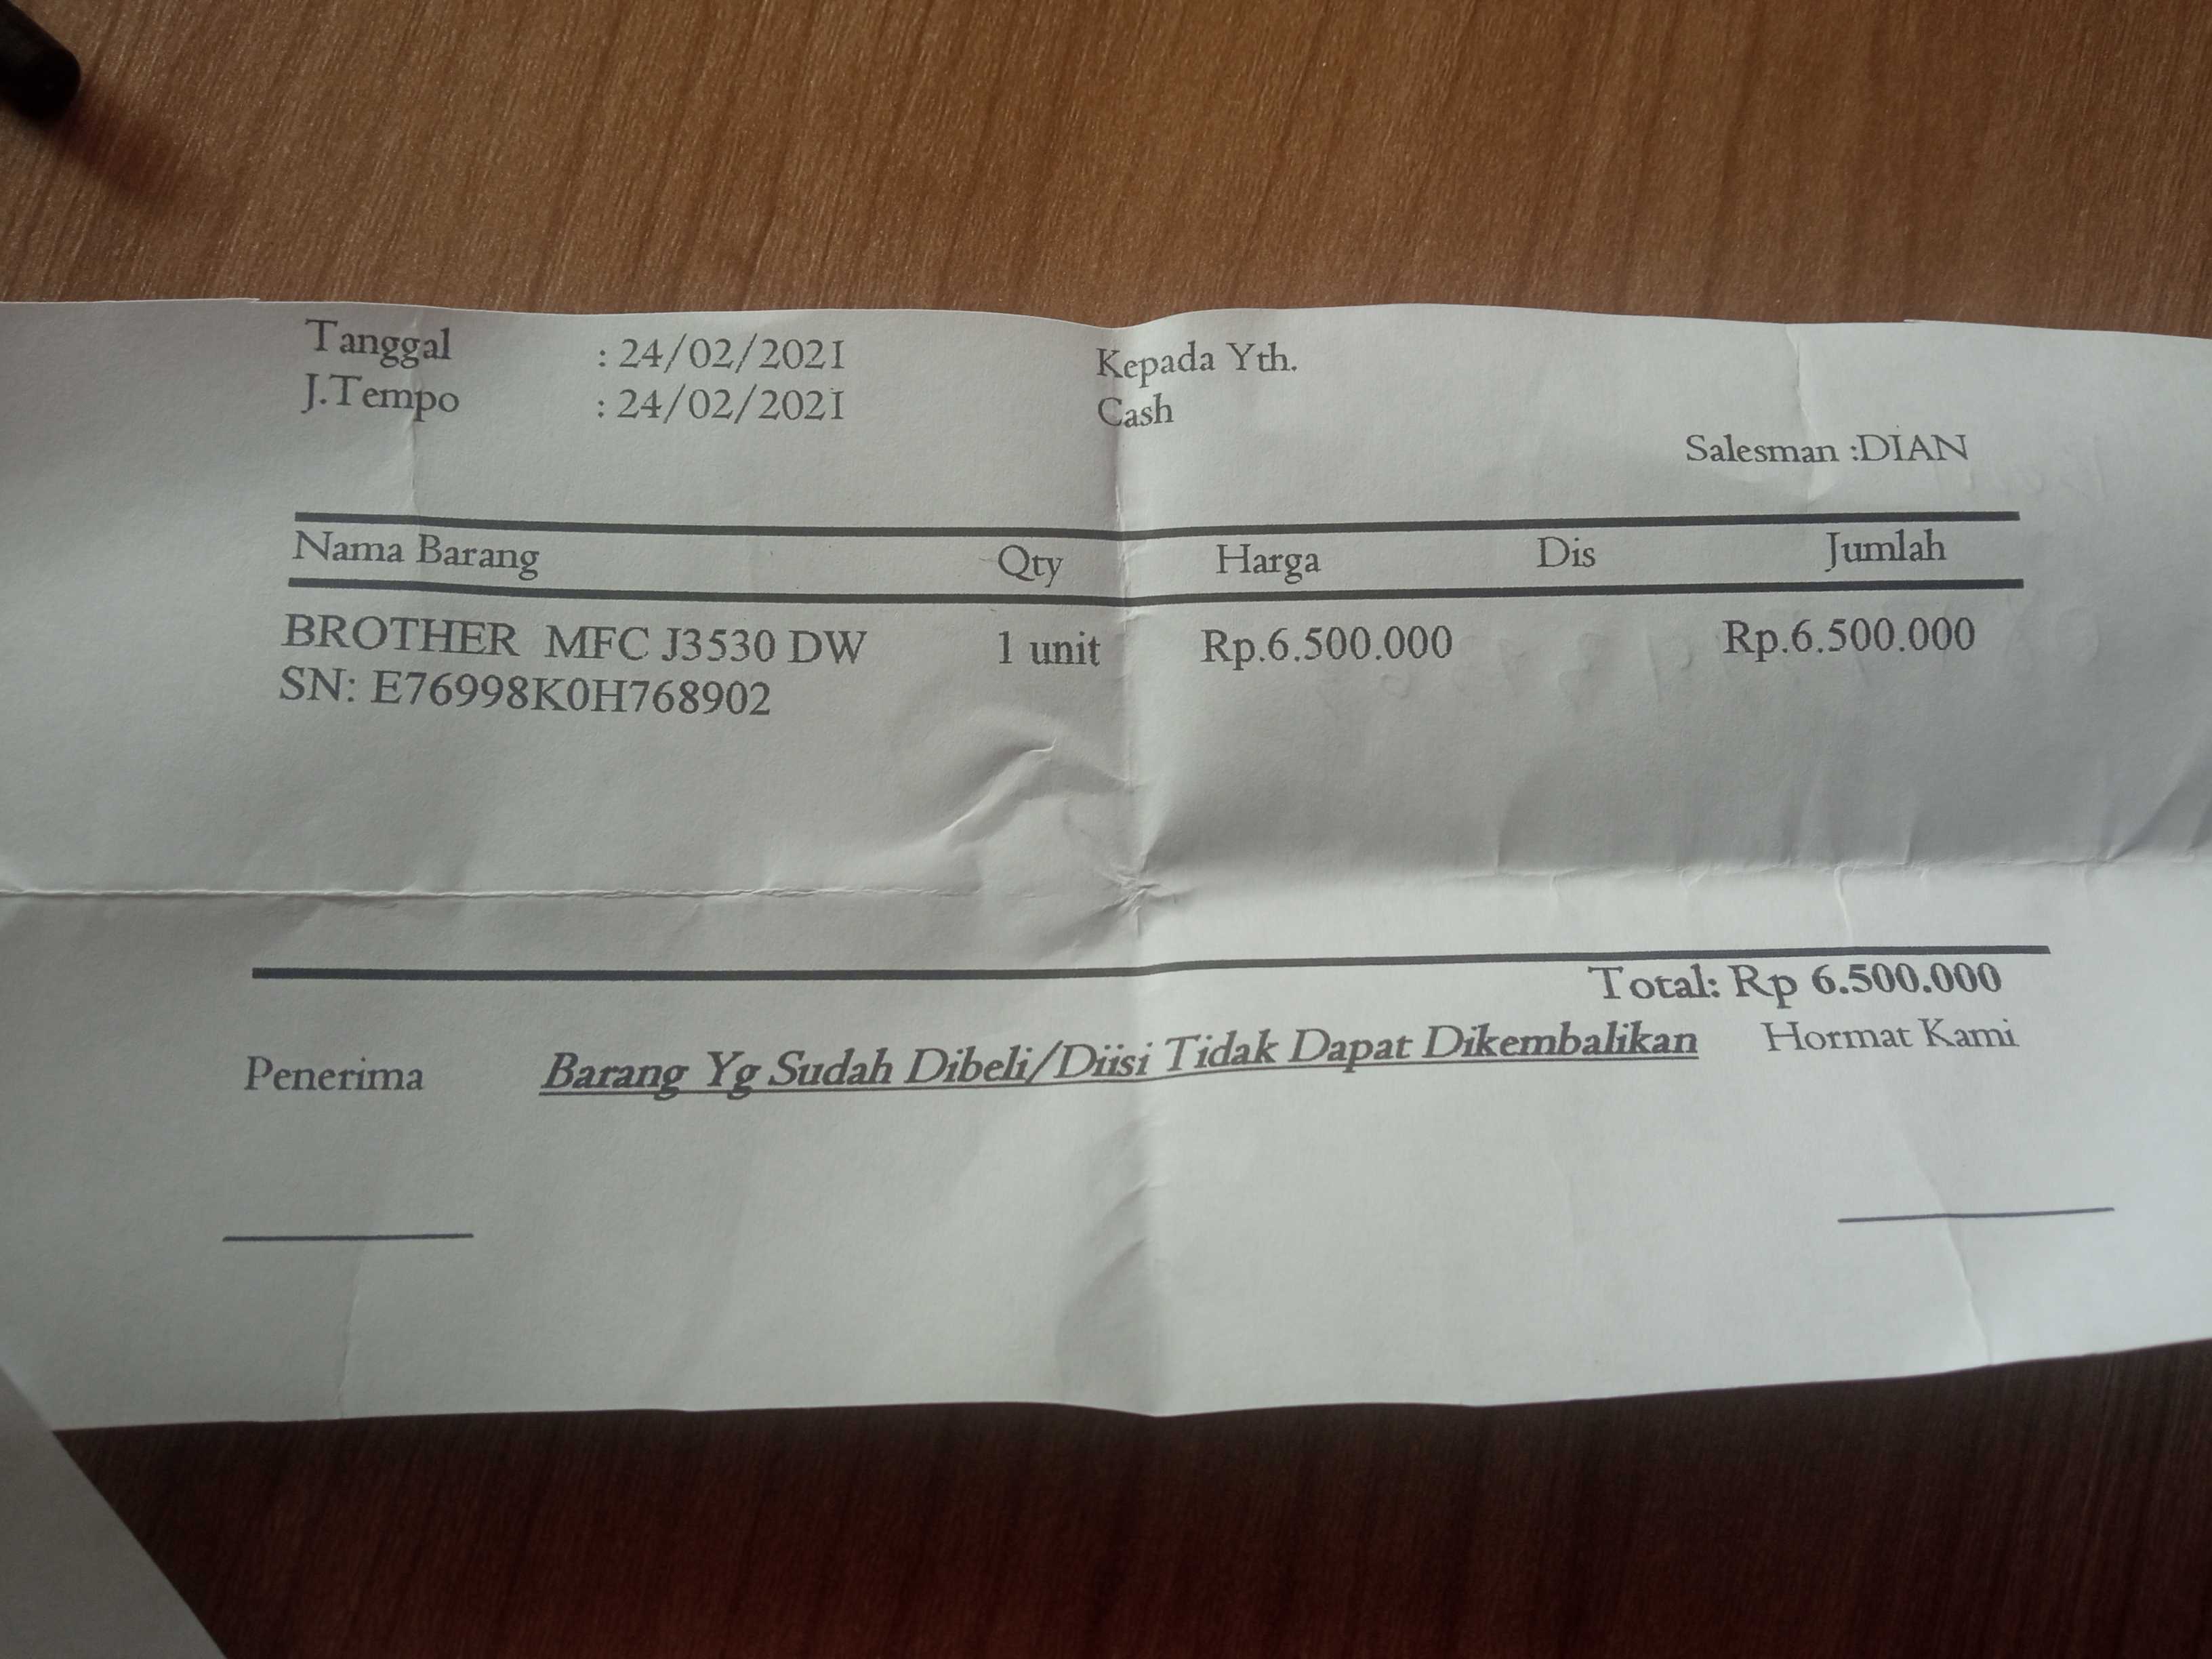 Tanggal : 24/02/2021 Kepada Yth.
J.Tempo : 24/02/2021 Cash
Salesman :DIAN
Nama Barang Qty Harga Dis Jumlah
BROTHER MFC J3530 DW 1 unit Rp.6.500.000 Rp.6.500.000
SN: E76998K0H768902
Total: Rp 6.500.000
Penerima Barang Yg Sudah Dibeli/Diisi Tidak Dapat Dikembalikan Hormat Kami